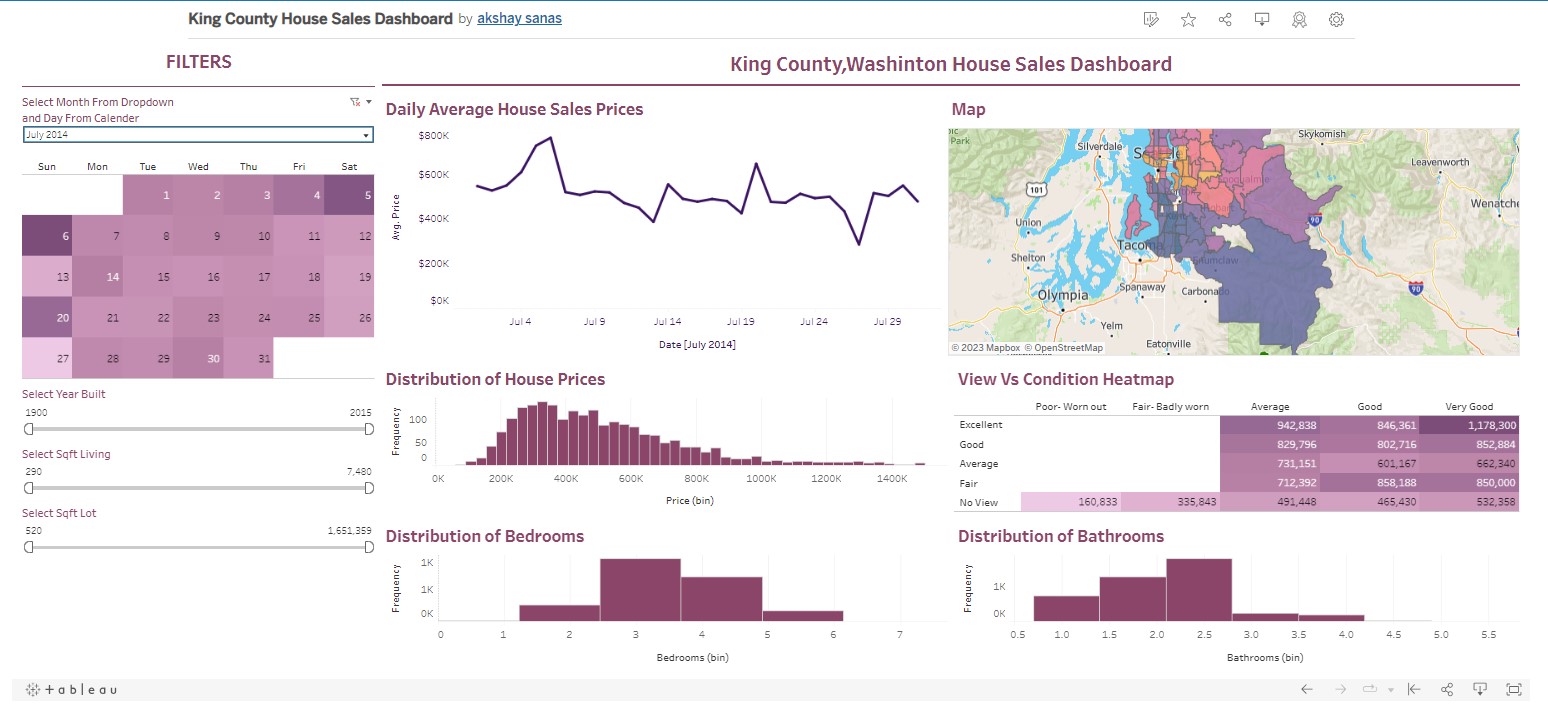 King County House Sales Dashboard by akshay sanas
FILTERS
King County,Washinton House Sales Dashboard
Select Month From Dropdown
and Day From Calender
July 2014
Sun Mon Tue Wed Thu Fri Sat
1 2 3 4 5
6 7 8 9 10 11 12
13 14 15 16 17 18 19
20 21 22 23 24 25 26
27 28 29 30 31
Select Year Built
1900 2015
Select Sqft Living
290 7,480
Select Sqft Lot
520 1,651,359
Daily Average House Sales Prices
Avg. Price
$800K
$600K
$400K
$200K
$0K
Jul 4 Jul 9 Jul 14 Jul 19 Jul 24 Jul 29
Date [July 2014]
Map
Park
Silverdale
Skykomish
Leavenworth
101
Union
90
Shelton
Tacoma
Olympia
Spanaway
Carbonado
90
Yelm
Eatonville
© 2023 Mapbox © OpenStreetMap
Distribution of House Prices
Frequency
100
50
0
0K 200K 400K 600K 800K 1000K 1200K 1400K
Price (bin)
View Vs Condition Heatmap
Poor- Worn out Fair- Badly worn Average Good Very Good
Excellent 942,838 846,361 1,178,300
Good 829,796 802,716 852,884
Average 731,151 601,167 662,340
Fair 712,392 858,188 850,000
No View 160,833 335,843 491,448 465,430 532,358
Distribution of Bedrooms
Frequency
1K
1K
0K
0 1 2 3 4 5 6 7
Bedrooms (bin)
Distribution of Bathrooms
Frequency
1K
0K
0.5 1.0 1.5 2.0 2.5 3.0 3.5 4.0 4.5 5.0 5.5
Bathrooms (bin)
+ableau